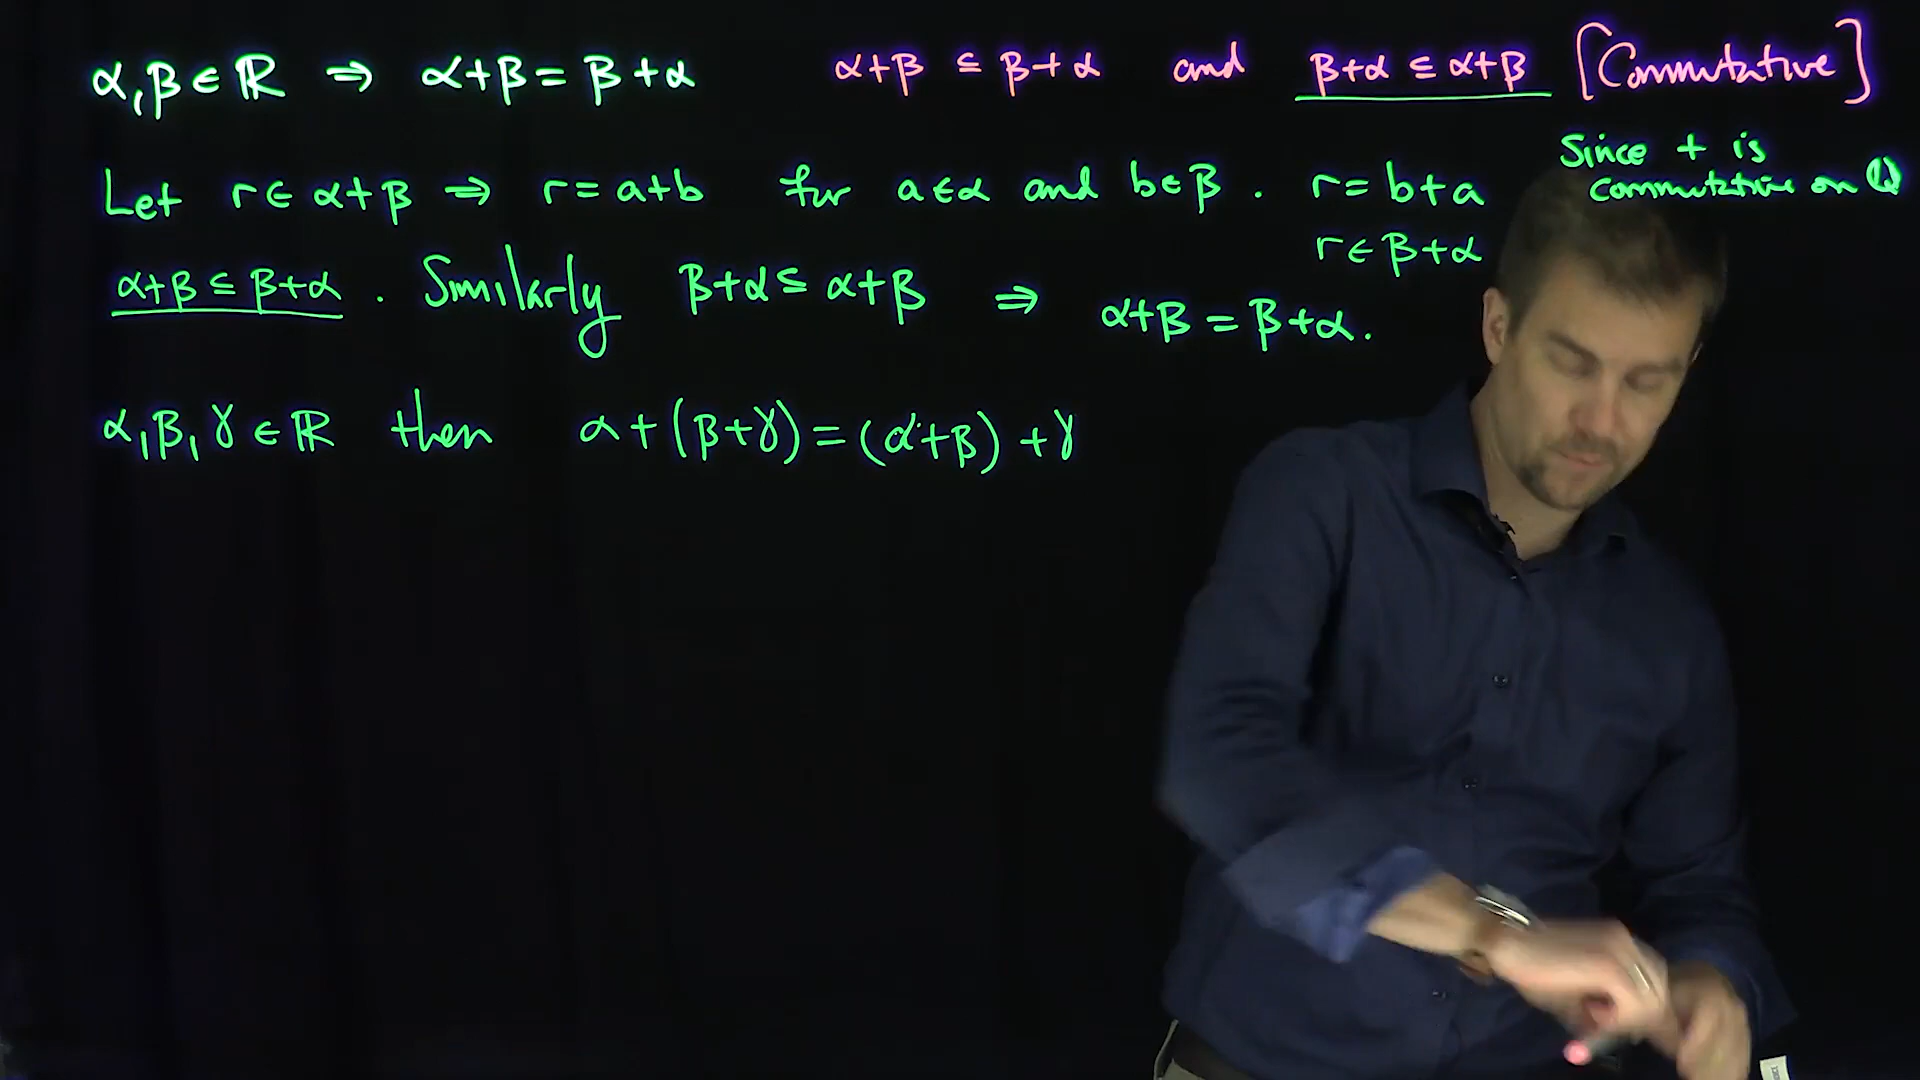 α,β∈ℝ ⇒ α+β=β+α α+β ⊆ β+α and β+α ⊆ α+β [Commutative]
Let r∈ α+β ⇒ r=a+b for a∈α and b∈β . r=b+a Since + is commutative on ℚ
r∈ β+α
α+β ⊆ β+α . Similarly β+α ⊆ α+β ⇒ α+β = β+α.
α,β,γ∈ℝ then α+(β+γ)=(α+β)+γ